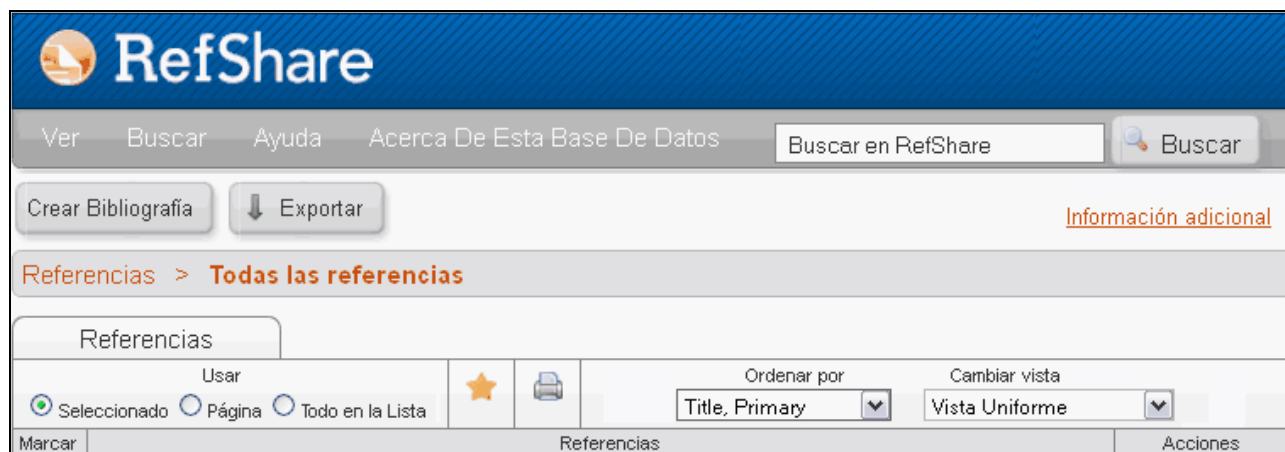 RefShare
Ver Buscar Ayuda Acerca De Esta Base De Datos Buscar en RefShare Buscar
Crear Bibliografía Exportar
Información adicional
Referencias > Todas las referencias
Referencias
Usar Ordenar por Cambiar vista
Seleccionado Página Todo en la Lista Title, Primary Vista Uniforme
Marcar Referencias Acciones